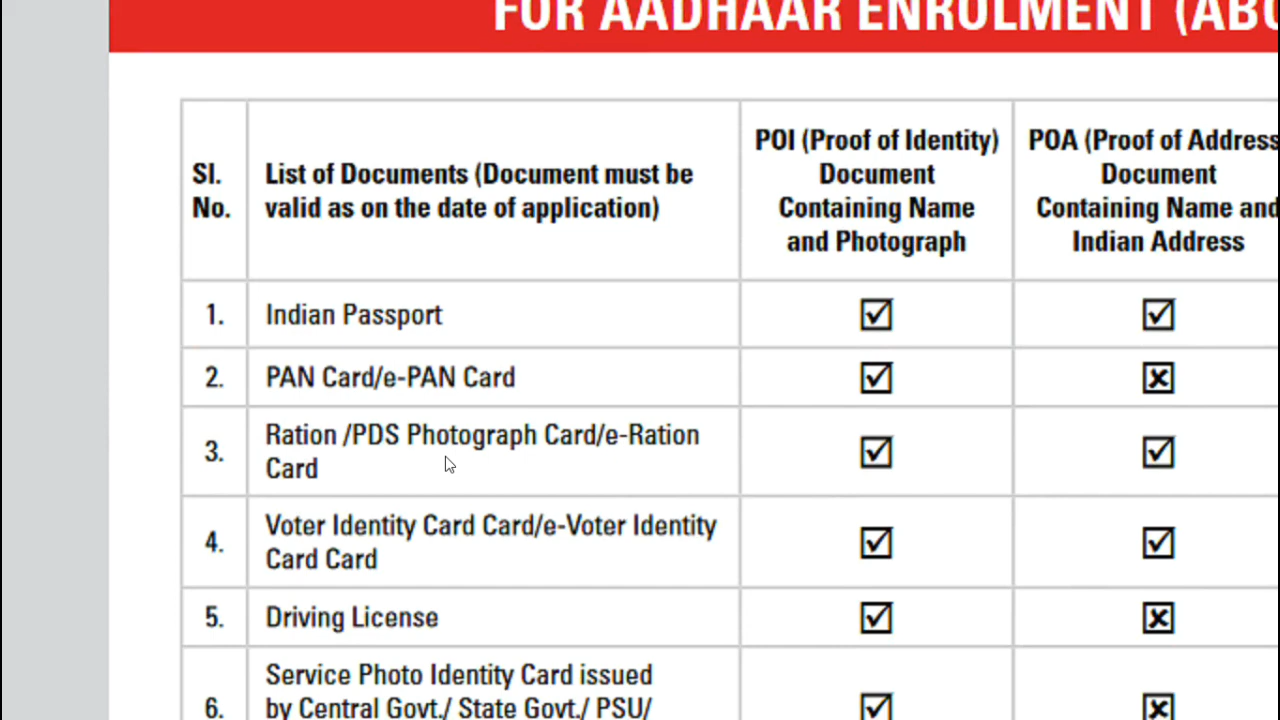 FOR AADHAAR ENROLMENT (ABO
Sl. No.
List of Documents (Document must be
valid as on the date of application)
POI (Proof of Identity)
Document
Containing Name
and Photograph
POA (Proof of Address
Document
Containing Name and
Indian Address
1. Indian Passport ☑ ☑
2. PAN Card/e-PAN Card ☑ ☒
3. Ration /PDS Photograph Card/e-Ration
Card ☑ ☑
4. Voter Identity Card Card/e-Voter Identity
Card Card ☑ ☑
5. Driving License ☑ ☒
6. Service Photo Identity Card issued
by Central Govt./ State Govt./ PSU/ ☑ ☒